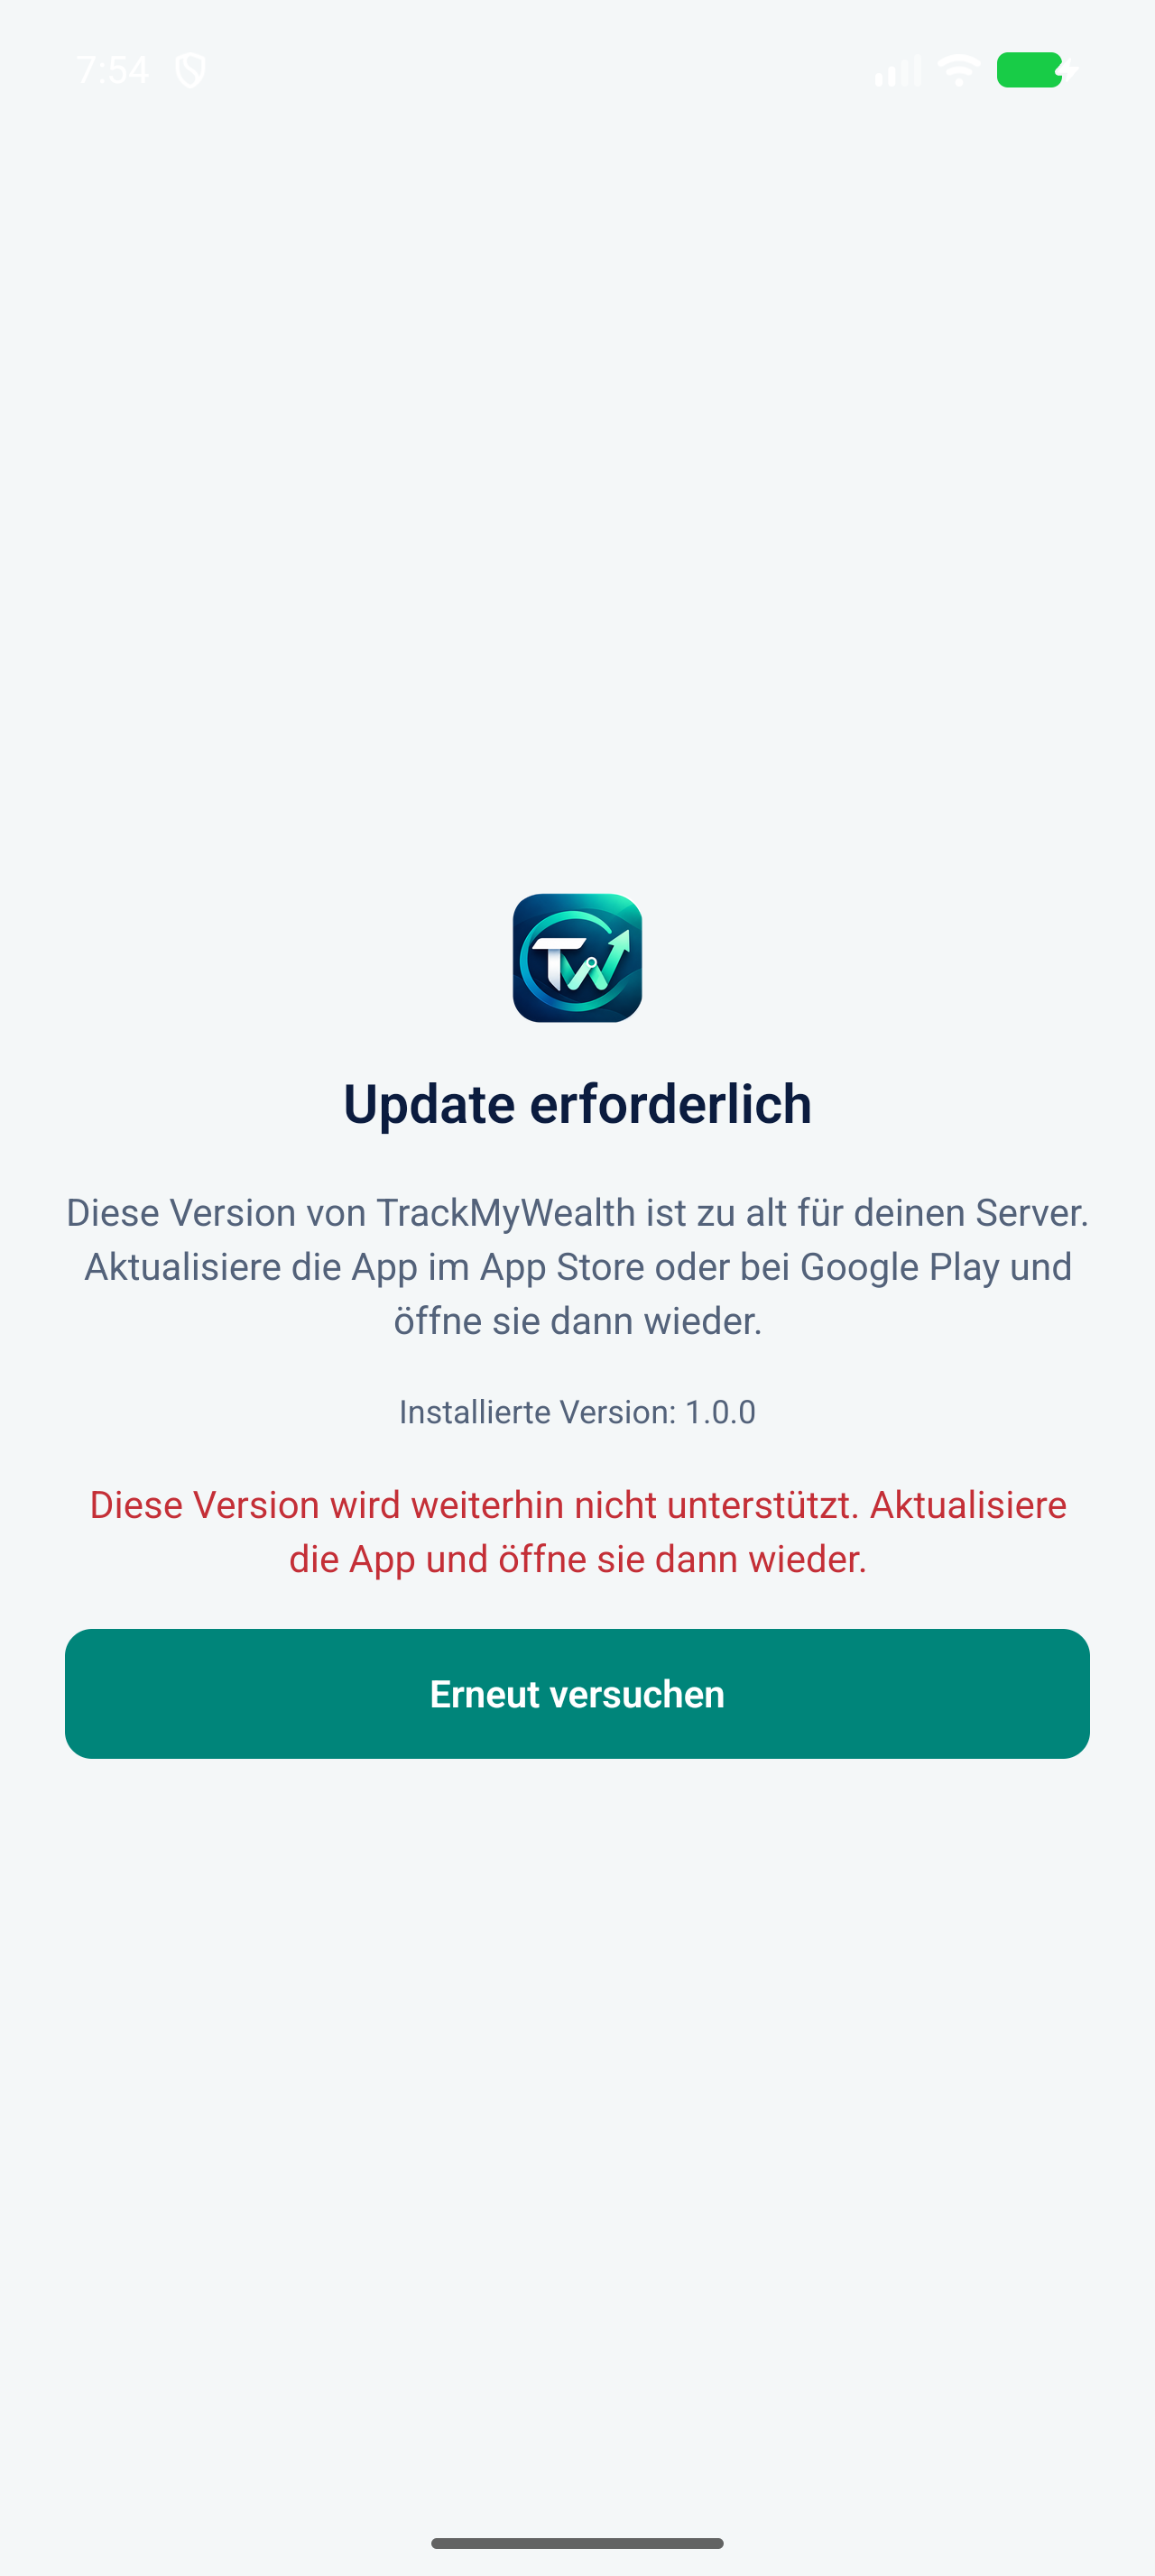 7:54
TW
Update erforderlich
Diese Version von TrackMyWealth ist zu alt für deinen Server.
Aktualisiere die App im App Store oder bei Google Play und
öffne sie dann wieder.
Installierte Version: 1.0.0
Diese Version wird weiterhin nicht unterstützt. Aktualisiere
die App und öffne sie dann wieder.
Erneut versuchen